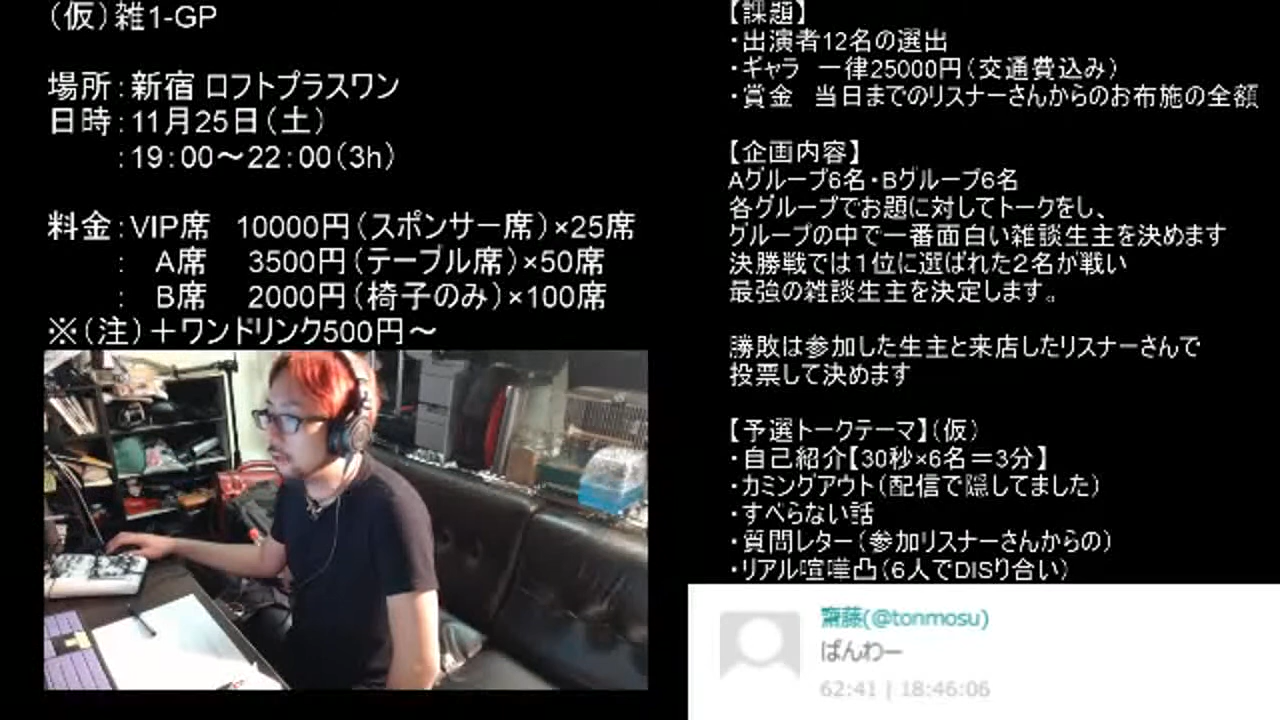 (仮)雑1-GP
場所:新宿 ロフトプラスワン
日時:11月25日(土)
:19:00～22:00(3h)
料金:VIP席 10000円(スポンサー席)×25席
: A席 3500円(テーブル席)×50席
: B席 2000円(椅子のみ)×100席
※(注)+ワンドリンク500円～
【課題】
・出演者12名の選出
・ギャラ 一律25000円(交通費込み)
・賞金 当日までのリスナーさんからのお布施の全額
【企画内容】
Aグループ6名・Bグループ6名
各グループでお題に対してトークをし、
グループの中で一番面白い雑談生主を決めます
決勝戦では1位に選ばれた2名が戦い
最強の雑談生主を決定します。
勝敗は参加した生主と来店したリスナーさんで
投票して決めます
【予選トークテーマ】(仮)
・自己紹介【30秒×6名=3分】
・カミングアウト(配信で隠してました)
・すべらない話
・質問レター(参加リスナーさんからの)
・リアル喧嘩凸(6人でDISり合い)
齋藤(@tonmosu)
ばんわー
62:41 | 18:46:06